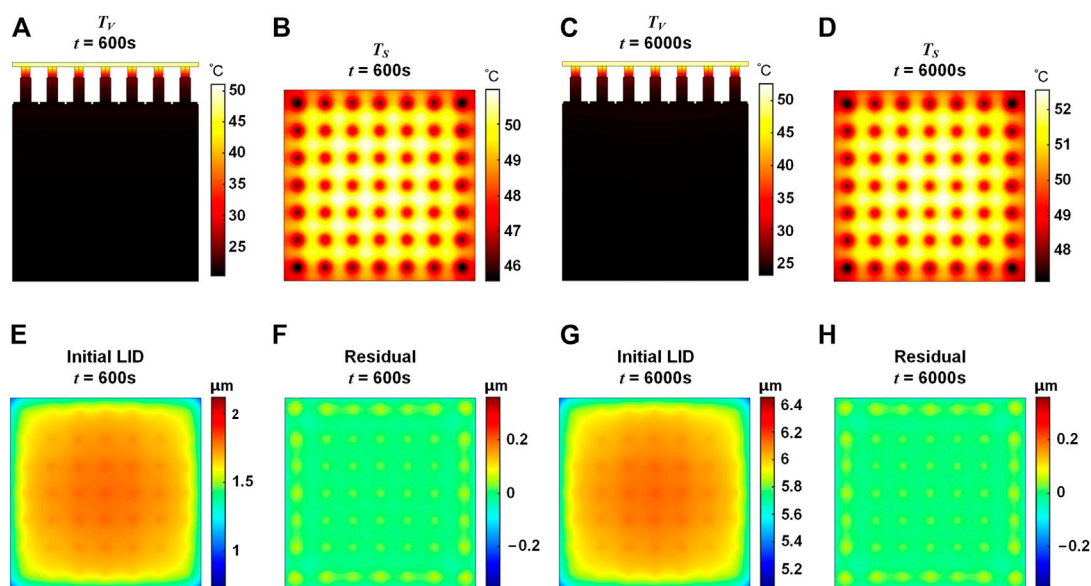 A
T_V
t = 600s
°C
50
45
40
35
30
25
B
T_S
t = 600s
°C
50
49
48
47
46
C
T_V
t = 6000s
°C
50
45
40
35
30
25
D
T_S
t = 6000s
°C
52
51
50
49
48
E
Initial LID
t = 600s
μm
2
1.5
1
F
Residual
t = 600s
μm
0.2
0
−0.2
G
Initial LID
t = 6000s
μm
6.4
6.2
6
5.8
5.6
5.4
5.2
H
Residual
t = 6000s
μm
0.2
0
−0.2